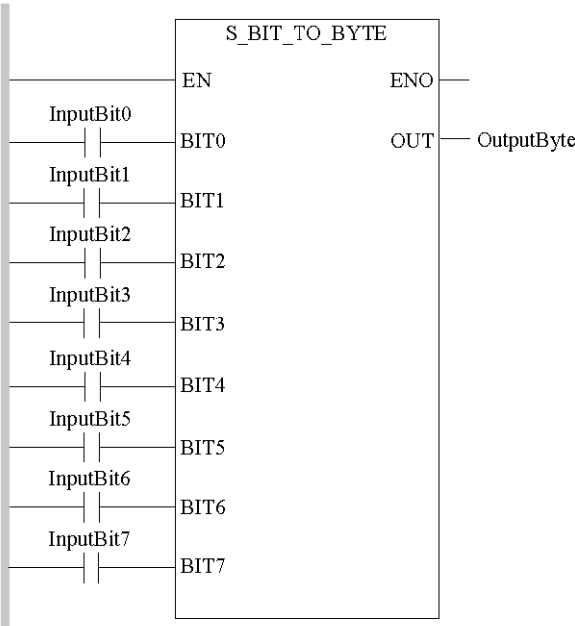 S_BIT_TO_BYTE
EN ENO
InputBit0
BIT0 OUT OutputByte
InputBit1
BIT1
InputBit2
BIT2
InputBit3
BIT3
InputBit4
BIT4
InputBit5
BIT5
InputBit6
BIT6
InputBit7
BIT7